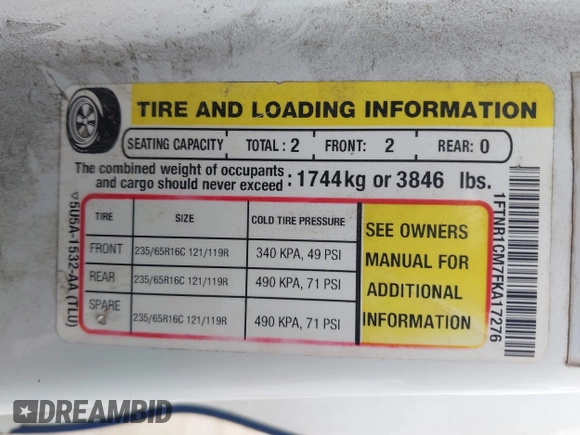 TIRE AND LOADING INFORMATION
SEATING CAPACITY TOTAL: 2 FRONT: 2 REAR: 0
The combined weight of occupants
and cargo should never exceed: 1744kg or 3846 lbs.
TIRE SIZE COLD TIRE PRESSURE
FRONT 235/65R16C 121/119R 340 KPA, 49 PSI
REAR 235/65R16C 121/119R 490 KPA, 71 PSI
SPARE 235/65R16C 121/119R 490 KPA, 71 PSI
SEE OWNERS
MANUAL FOR
ADDITIONAL
INFORMATION
5U5A-1532-AA (TLU)
1FTNR1CM7FKA17276
DREAMBID